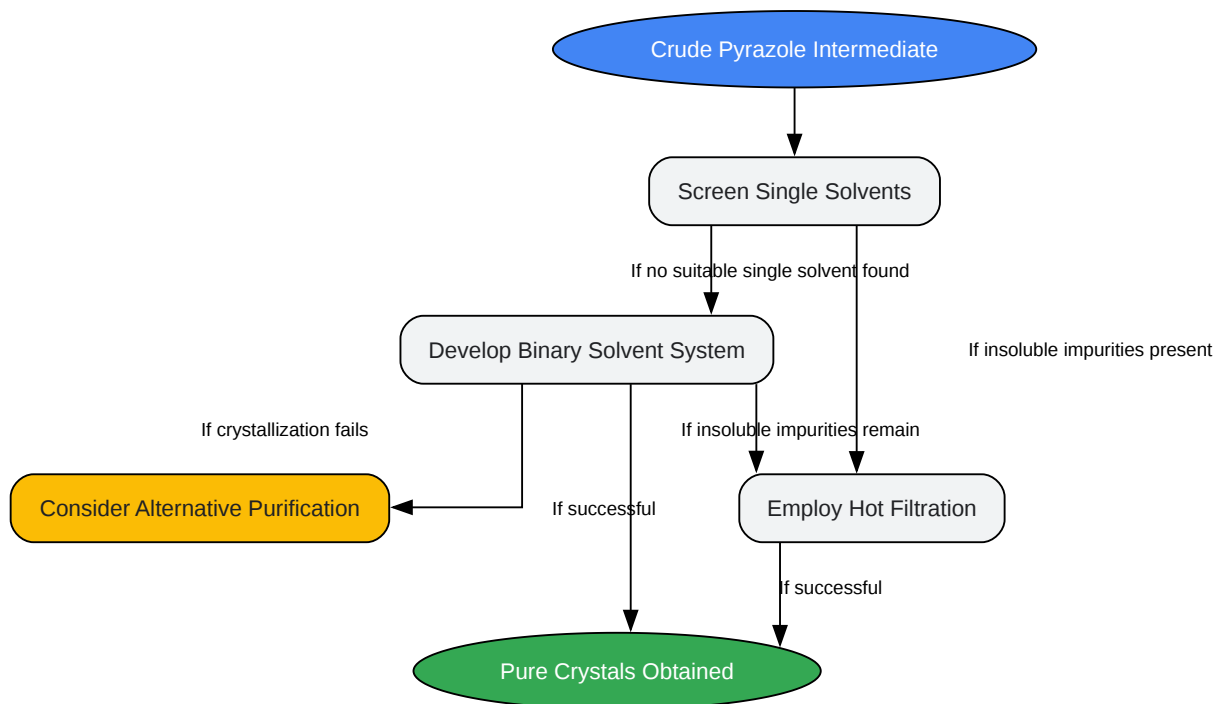 Crude Pyrazole Intermediate
Screen Single Solvents
If no suitable single solvent found
Develop Binary Solvent System
If insoluble impurities present
If crystallization fails
If insoluble impurities remain
Consider Alternative Purification
If successful
Employ Hot Filtration
If successful
Pure Crystals Obtained